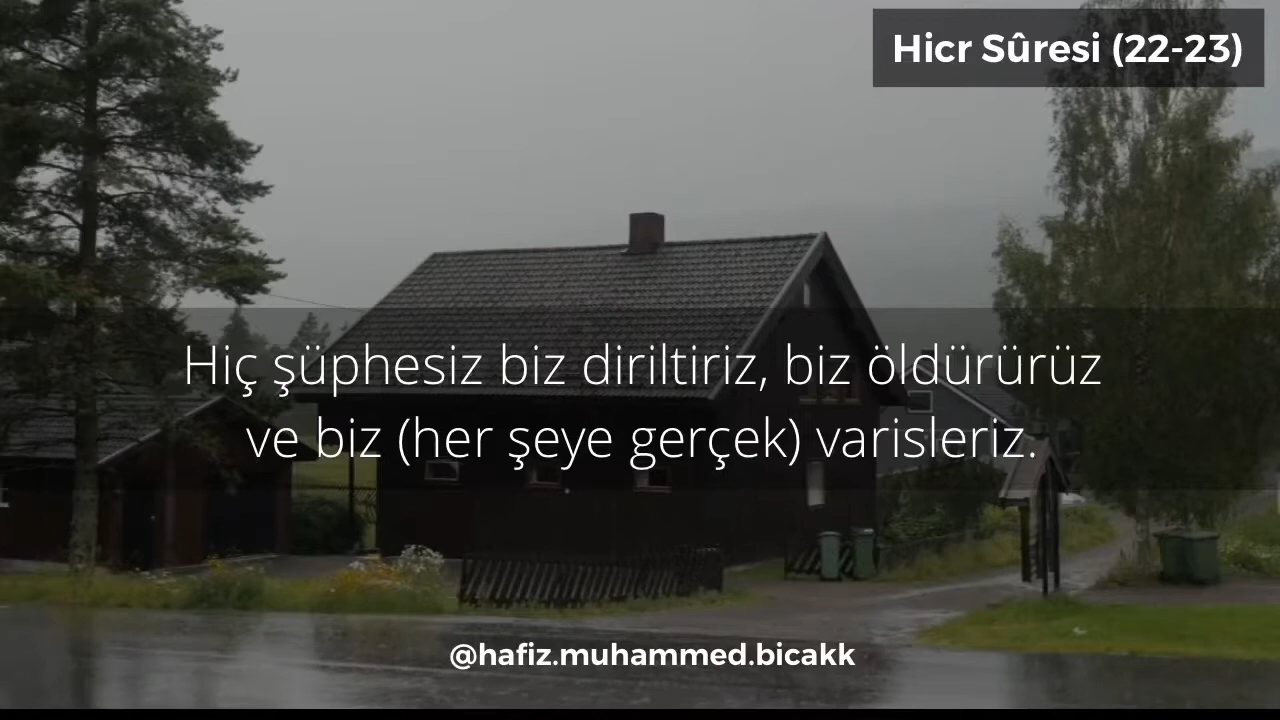 Hicr Sûresi (22-23)
Hiç şüphesiz biz diriltiriz, biz öldürürüz
ve biz (her şeye gerçek) varisleriz.
@hafiz.muhammed.bicakk